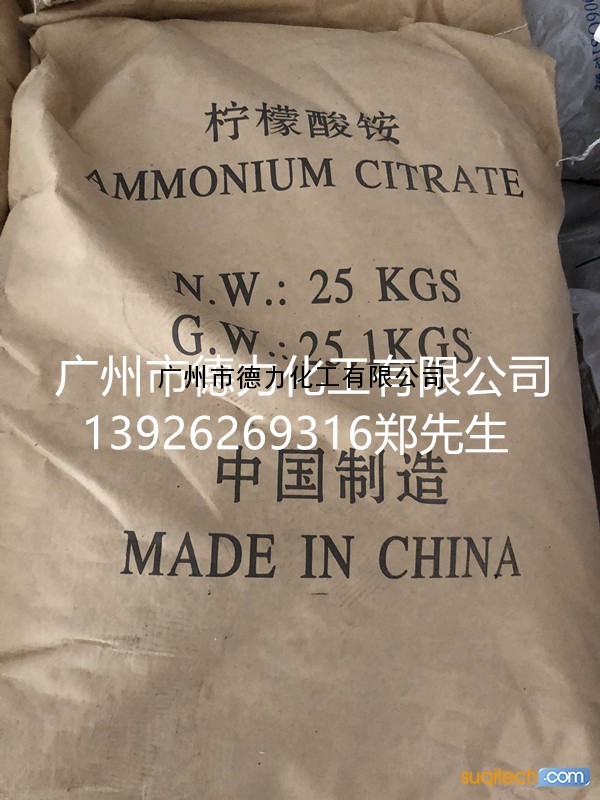 柠檬酸铵
AMMONIUM CITRATE
N.W.: 25 KGS
G.W.: 25.1KGS
广州市德力化工有限公司
广州市德力化工有限公司
13926269316郑先生
中国制造
MADE IN CHINA
suqitech.com